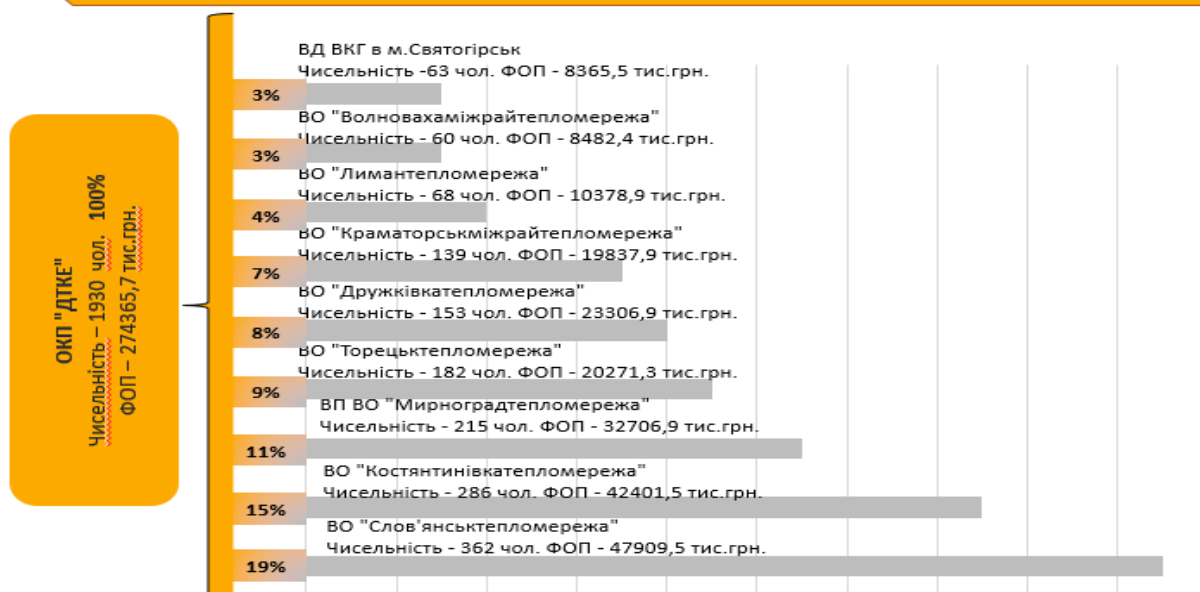 ОКП "ДТКЕ"
Чисельність – 1930 чол. 100%
ФОП – 274365,7 тис.грн.
ВД ВКГ в м.Святогірськ
Чисельність -63 чол. ФОП - 8365,5 тис.грн.
3%
ВО "Волновахаміжрайтепломережа"
Чисельність - 60 чол. ФОП - 8482,4 тис.грн.
3%
ВО "Лимантепломережа"
Чисельність - 68 чол. ФОП - 10378,9 тис.грн.
4%
ВО "Краматорськміжрайтепломережа"
Чисельність - 139 чол. ФОП - 19837,9 тис.грн.
7%
ВО "Дружківкатепломережа"
Чисельність - 153 чол. ФОП - 23306,9 тис.грн.
8%
ВО "Торецьктепломережа"
Чисельність - 182 чол. ФОП - 20271,3 тис.грн.
9%
ВП ВО "Мирноградтепломережа"
Чисельність - 215 чол. ФОП - 32706,9 тис.грн.
11%
ВО "Костянтинівкатепломережа"
Чисельність - 286 чол. ФОП - 42401,5 тис.грн.
15%
ВО "Слов'янськтепломережа"
Чисельність - 362 чол. ФОП - 47909,5 тис.грн.
19%